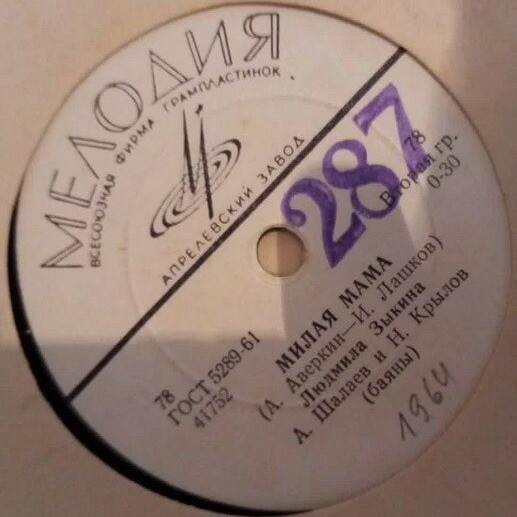 МЕЛОДИЯ
ВСЕСОЮЗНАЯ ФИРМА ГРАМПЛАСТИНОК
АПРЕЛЕВСКИЙ ЗАВОД
287
78
Вторая гр.
0-30
78
ГОСТ 5289-61
41752
МИЛАЯ МАМА
(А. Аверкин—И. Лашков)
Людмила Зыкина
А. Шалаев и Н. Крылов
(баяны)
1964